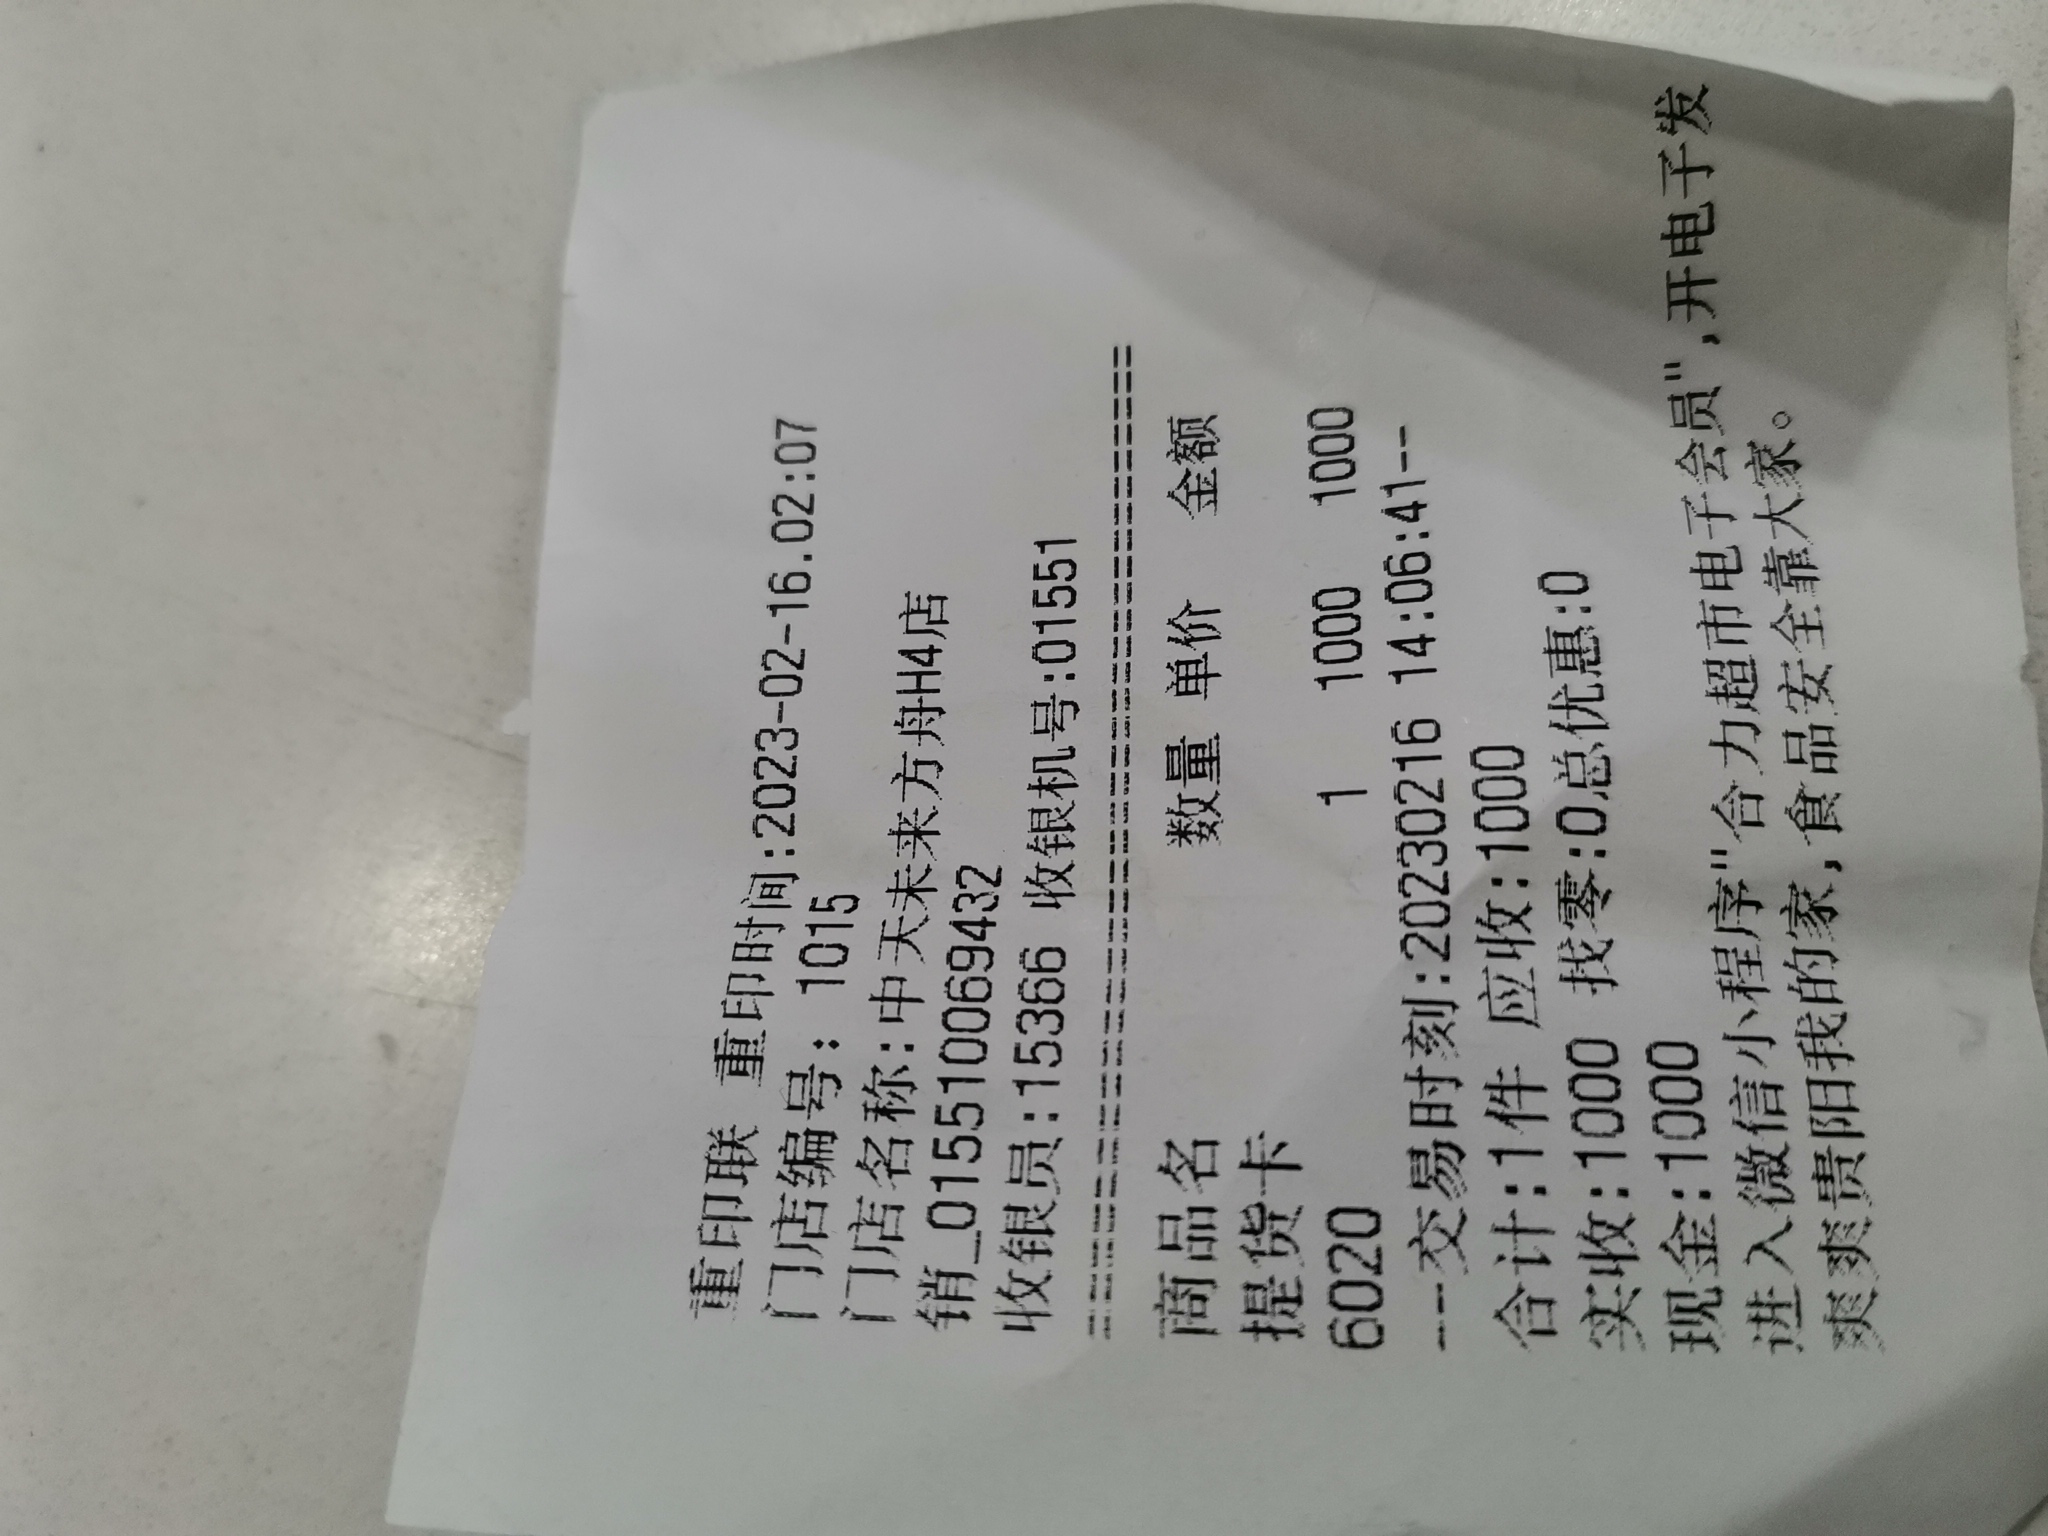 重印联 重印时间:2023-02-16.02:07
门店编号: 1015
门店名称:中天未来方舟H4店
销_015510069432
收银员:15366 收银机号:01551
==========================================
商品名 数量 单价 金额
提货卡
6020 1 1000 1000
---交易时刻:20230216 14:06:41--
合计:1件 应收:1000
实收:1000 找零:0总优惠:0
现金:1000
进入微信小程序"合力超市电子会员",开电子发
爽爽贵阳我的家,食品安全靠大家。